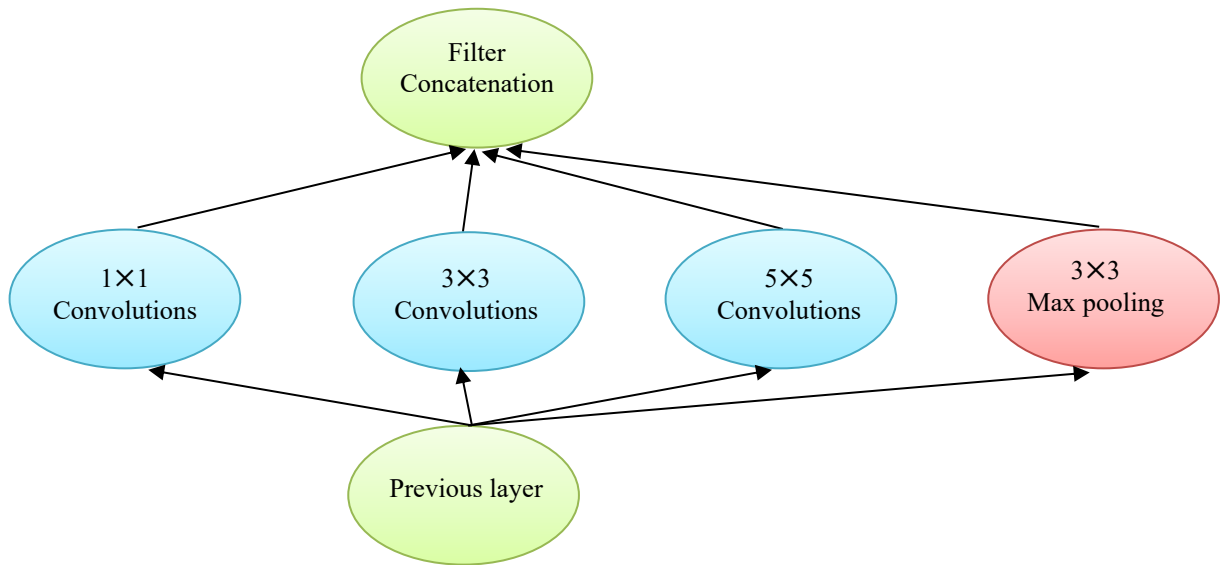 Filter
Concatenation
1×1
Convolutions
3×3
Convolutions
5×5
Convolutions
3×3
Max pooling
Previous layer